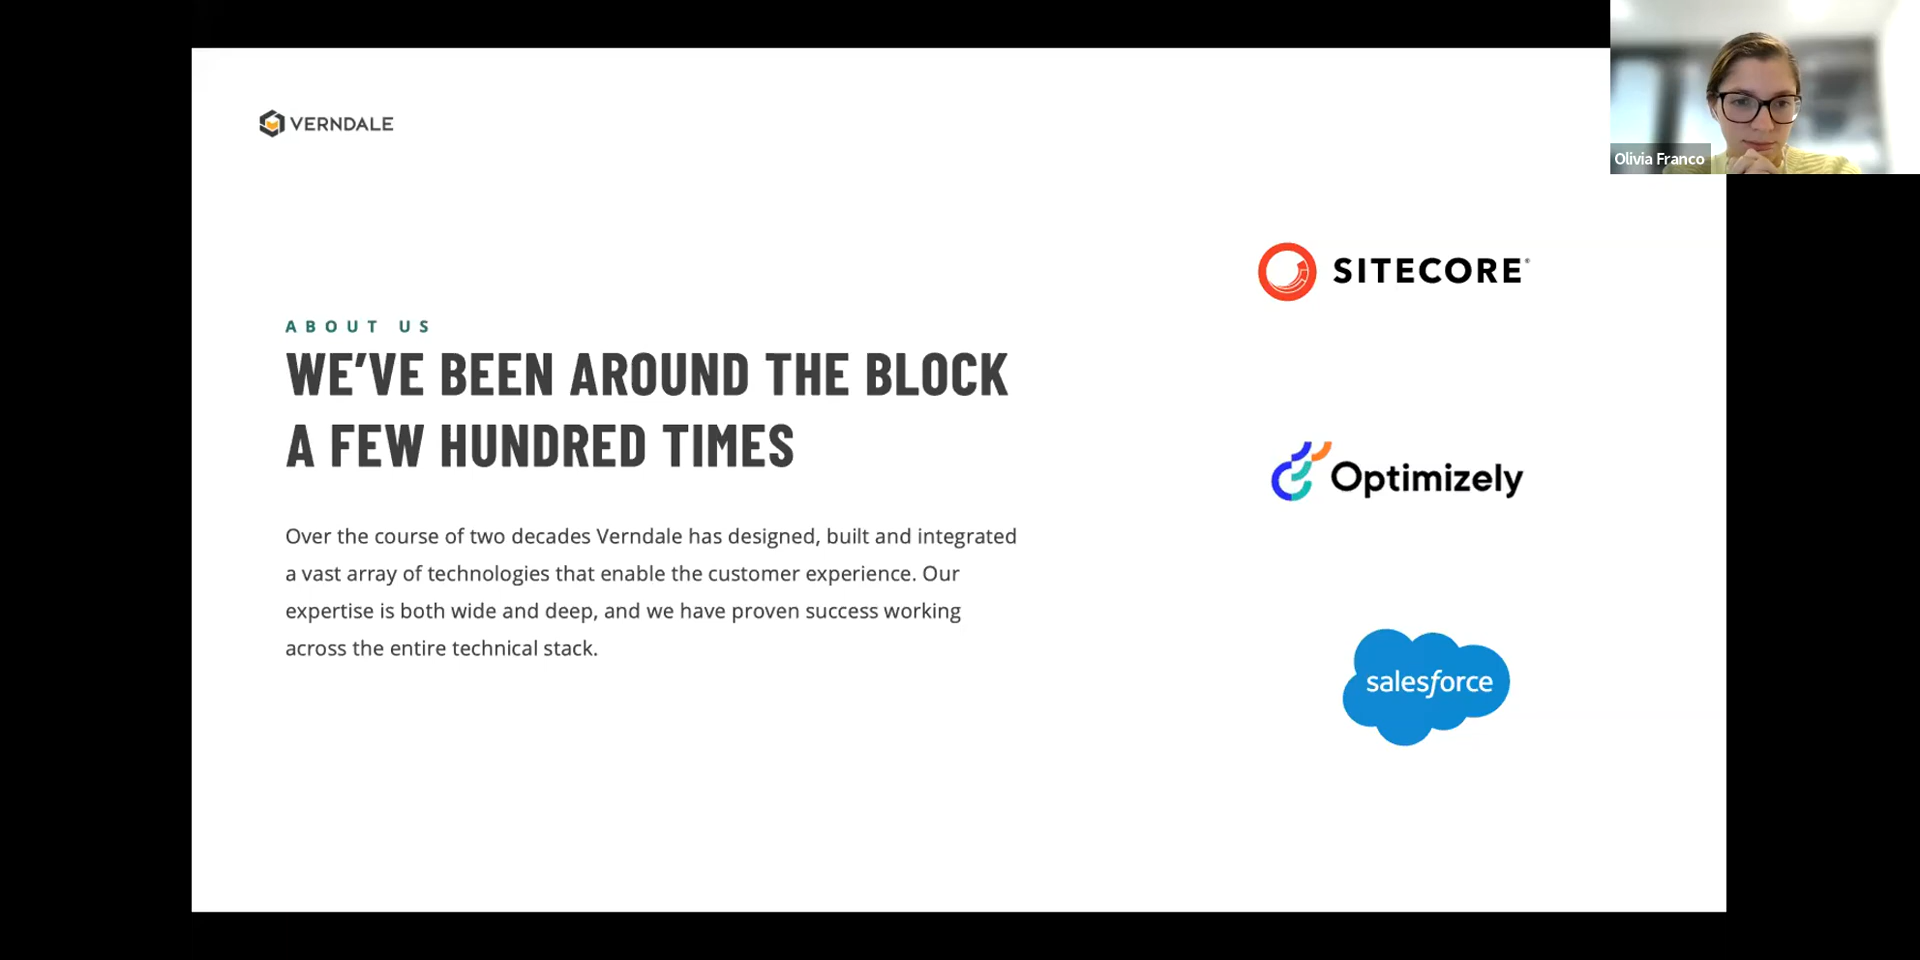 VERNDALE
Olivia Franco
SITECORE®
ABOUT US
WE’VE BEEN AROUND THE BLOCK
A FEW HUNDRED TIMES
Optimizely
Over the course of two decades Verndale has designed, built and integrated
a vast array of technologies that enable the customer experience. Our
expertise is both wide and deep, and we have proven success working
across the entire technical stack.
salesforce